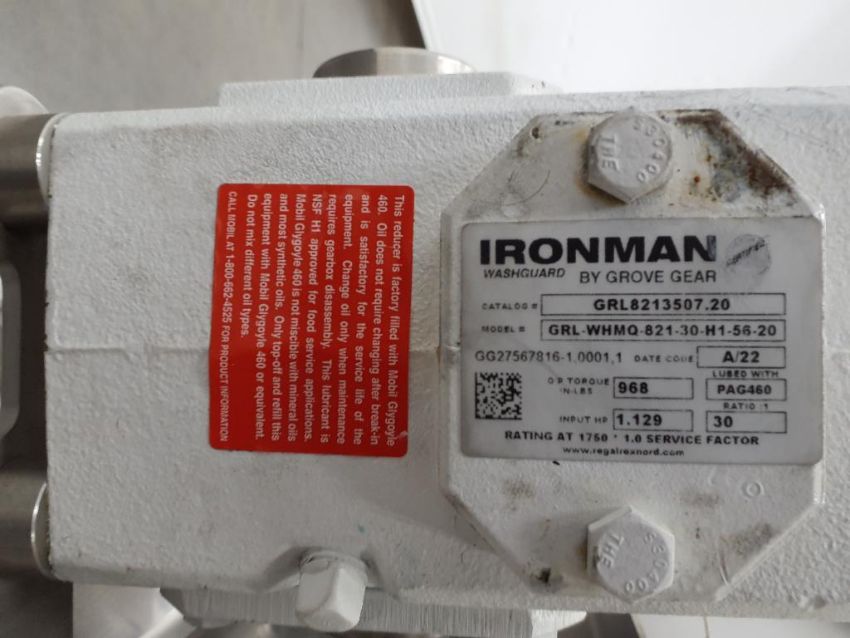 This reducer is factory filled with Mobil Glygoyle
460. Oil does not require changing after break-in
and is satisfactory for the service life of the
equipment. Change oil only when maintenance
requires gearbox disassembly. This lubricant is
NSF H1 approved for food service applications.
Mobil Glygoyle 460 is not miscible with mineral oils
and most synthetic oils. Only top-off and refill this
equipment with Mobil Glygoyle 460 or equivalent.
Do not mix different oil types.
CALL MOBIL AT 1-800-662-4525 FOR PRODUCT INFORMATION
THE
IRONMAN
WASHGUARD BY GROVE GEAR
CERTIFIED
CATALOG # GRL8213507.20
MODEL # GRL-WHMQ-821-30-H1-56-20
GG27567816-1.0001,1 DATE CODE A/22
LUBED WITH
O/P TORQUE
IN-LBS 968 PAG460
RATIO :1
INPUT HP 1.129 30
RATING AT 1750 * 1.0 SERVICE FACTOR
www.regalrexnord.com
THE